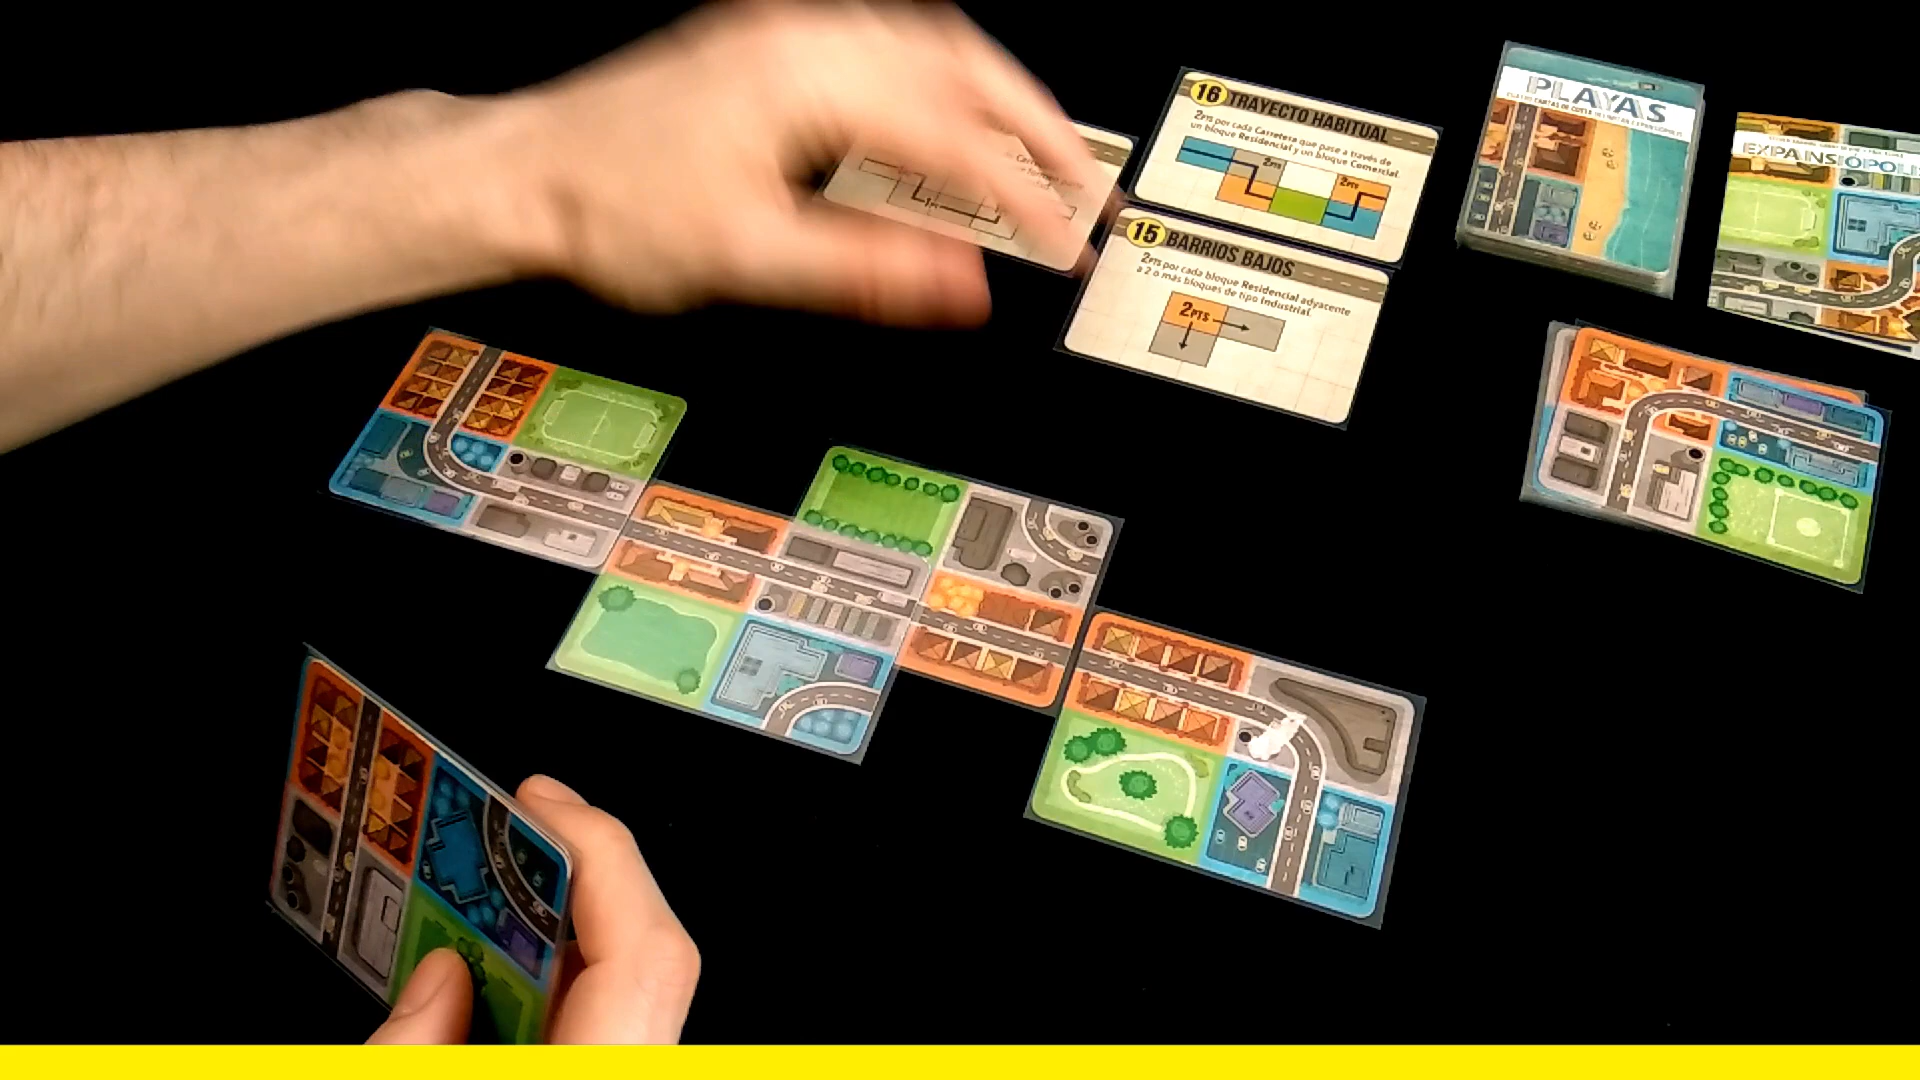 16 TRAYECTO HABITUAL
2PTS por cada Carretera que pase a través de
un bloque Residencial y un bloque Comercial.
2PTS
2PTS
15 BARRIOS BAJOS
2PTS por cada bloque Residencial adyacente
a 2 o más bloques de tipo Industrial.
2PTS
1PT
PLAYAS
EXPANSIÓPOLIS